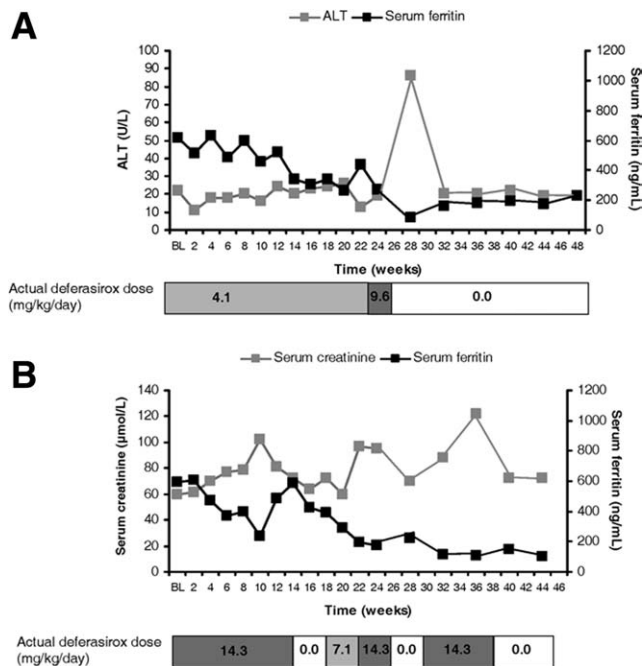 A
ALT Serum ferritin
100
90
80
70
60
50
40
30
20
10
0
ALT (U/L)
1200
1000
800
600
400
200
0
Serum ferritin (ng/mL)
BL 2 4 6 8 10 12 14 16 18 20 22 24 26 28 30 32 34 36 38 40 42 44 46 48
Time (weeks)
Actual deferasirox dose (mg/kg/day)
4.1 9.6 0.0
B
Serum creatinine Serum ferritin
140
120
100
80
60
40
20
0
Serum creatinine (µmol/L)
1200
1000
800
600
400
200
0
Serum ferritin (ng/mL)
BL 2 4 6 8 10 12 14 16 18 20 22 24 26 28 30 32 34 36 38 40 42 44 46
Time (weeks)
Actual deferasirox dose
(mg/kg/day)
14.3 0.0 7.1 14.3 0.0 14.3 0.0